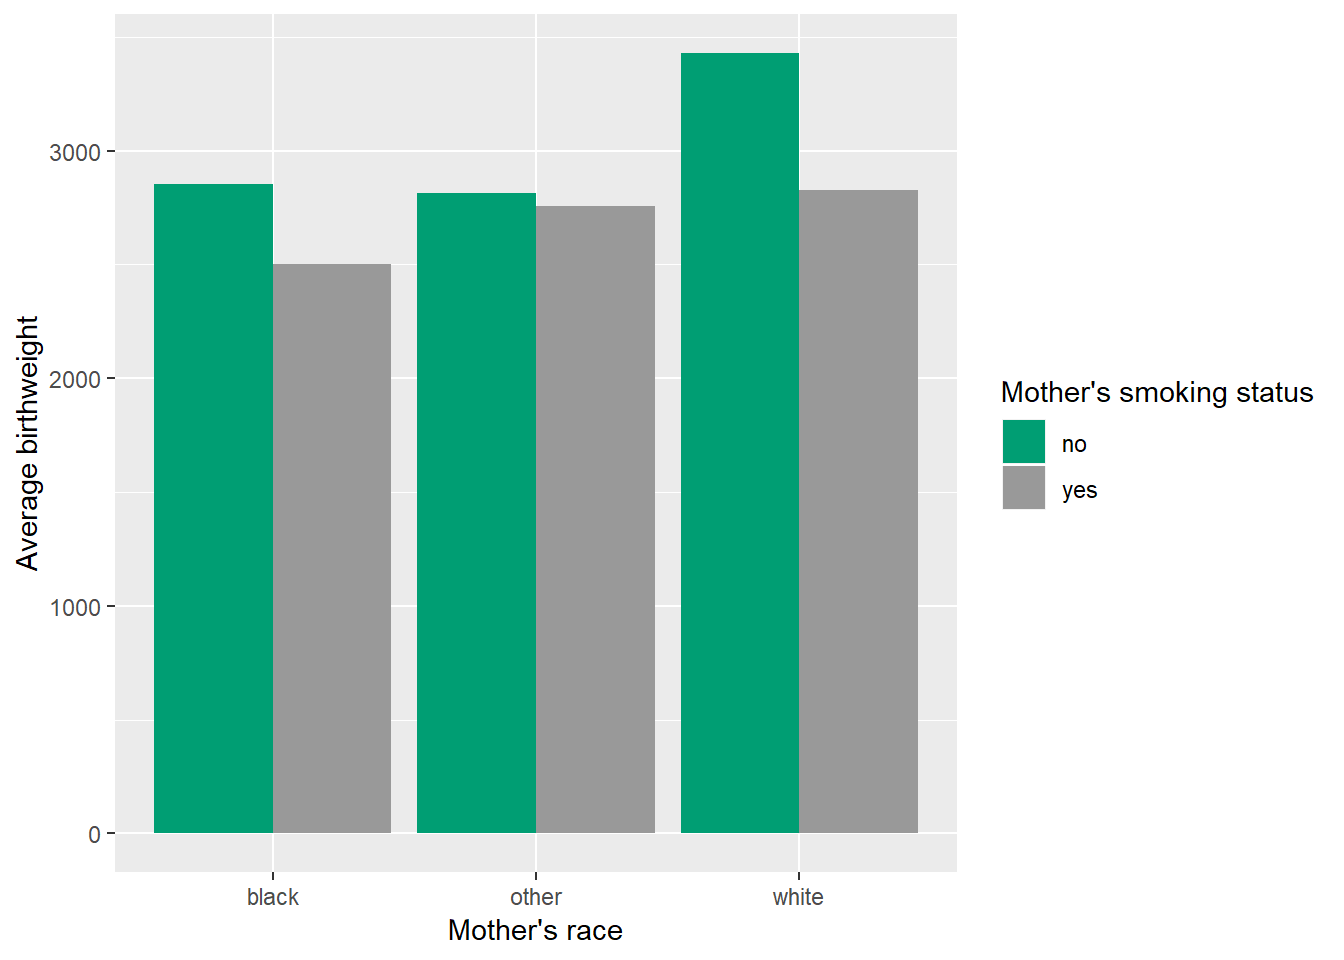 3000
2000
1000
0
Average birthweight
black other white
Mother's race
Mother's smoking status
no
yes